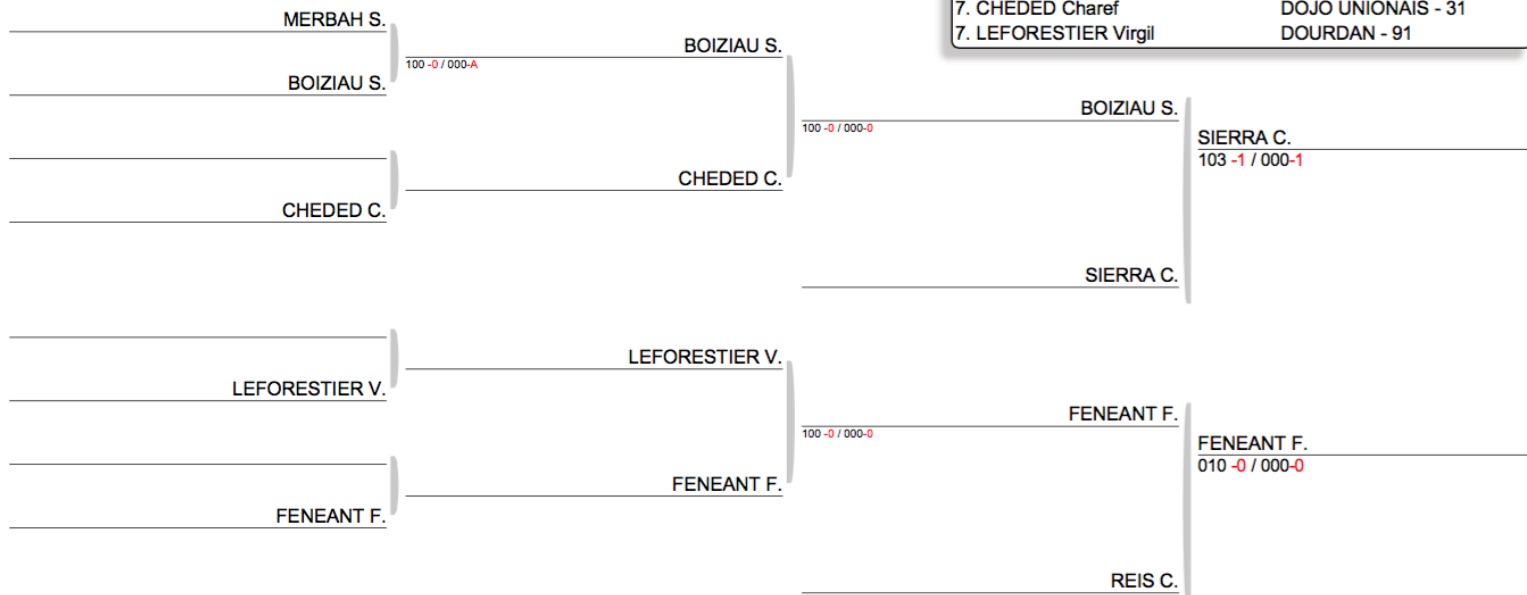 7. CHEDED Charef DOJO UNIONAIS - 31
7. LEFORESTIER Virgil DOURDAN - 91
MERBAH S.
BOIZIAU S.
100 -0 / 000-A
BOIZIAU S.
BOIZIAU S.
100 -0 / 000-0
SIERRA C.
103 -1 / 000-1
CHEDED C.
CHEDED C.
SIERRA C.
LEFORESTIER V.
LEFORESTIER V.
FENEANT F.
100 -0 / 000-0
FENEANT F.
010 -0 / 000-0
FENEANT F.
FENEANT F.
REIS C.